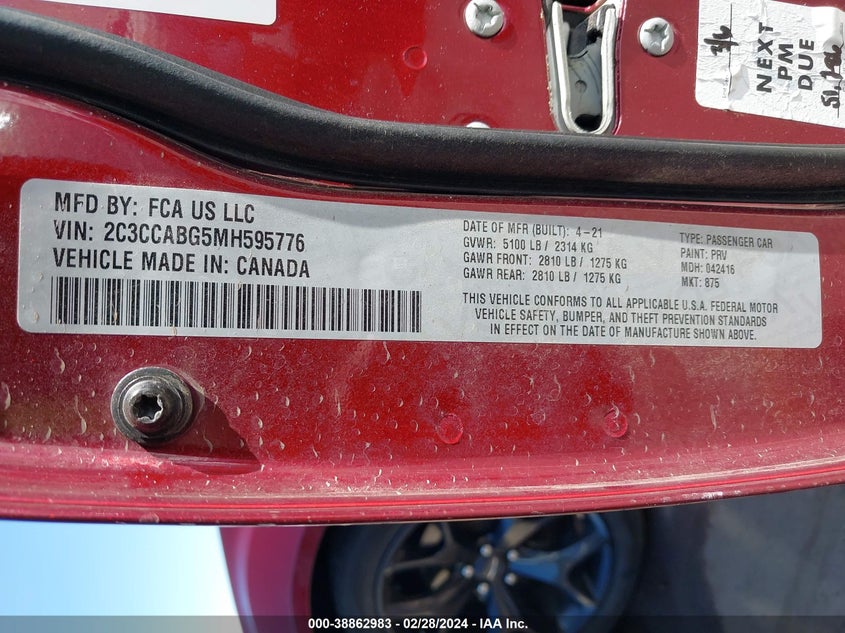 NEXT
PM
DUE
MFD BY: FCA US LLC
VIN: 2C3CCABG5MH595776
VEHICLE MADE IN: CANADA
DATE OF MFR (BUILT): 4-21
GVWR: 5100 LB / 2314 KG
GAWR FRONT: 2810 LB / 1275 KG
GAWR REAR: 2810 LB / 1275 KG
TYPE: PASSENGER CAR
PAINT: PRV
MDH: 042416
MKT: 875
THIS VEHICLE CONFORMS TO ALL APPLICABLE U.S.A. FEDERAL MOTOR
VEHICLE SAFETY, BUMPER, AND THEFT PREVENTION STANDARDS
IN EFFECT ON THE DATE OF MANUFACTURE SHOWN ABOVE.
000-38862983 - 02/28/2024 - IAA Inc.